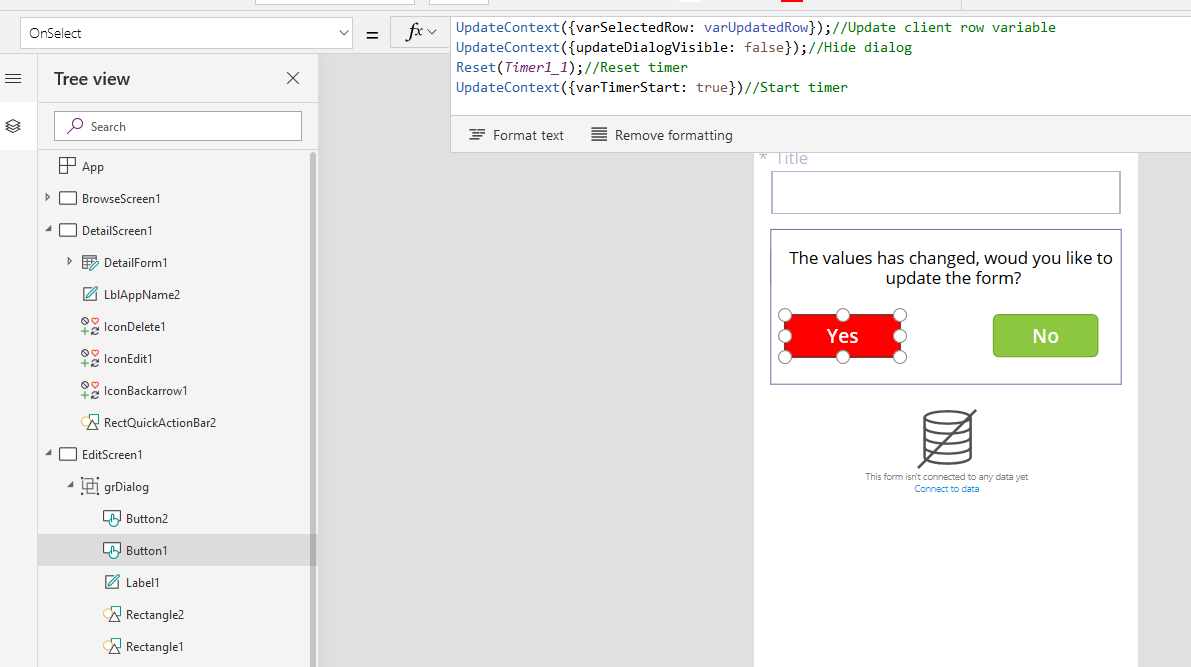 OnSelect
=
fx
UpdateContext({varSelectedRow: varUpdatedRow});//Update client row variable
UpdateContext({updateDialogVisible: false});//Hide dialog
Reset(Timer1_1);//Reset timer
UpdateContext({varTimerStart: true})//Start timer
Format text
Remove formatting
Tree view
Search
App
BrowseScreen1
DetailScreen1
DetailForm1
LblAppName2
IconDelete1
IconEdit1
IconBackarrow1
RectQuickActionBar2
EditScreen1
grDialog
Button2
Button1
Label1
Rectangle2
Rectangle1
* Title
The values has changed, woud you like to
update the form?
Yes
No
This form isn't connected to any data yet
Connect to data